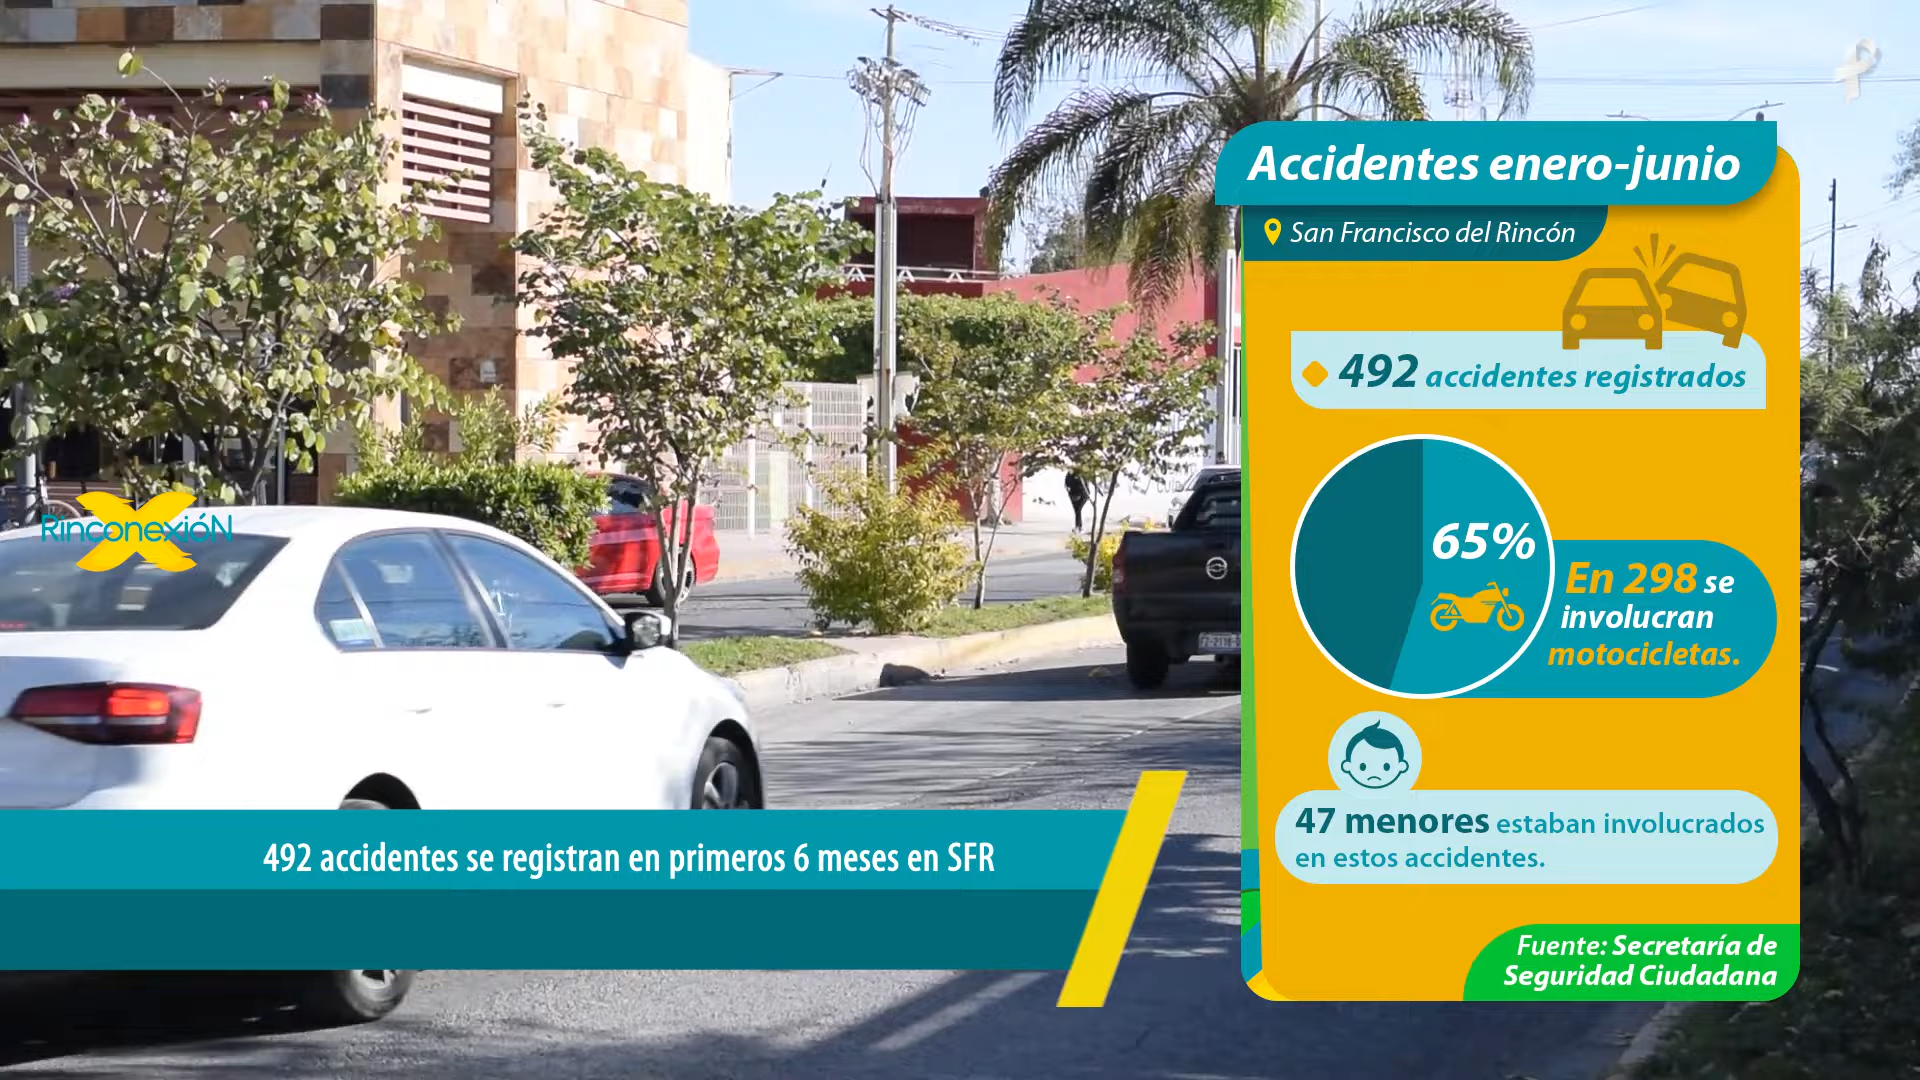 Accidentes enero-junio
San Francisco del Rincón
492 accidentes registrados
65%
En 298 se
involucran
motocicletas.
47 menores estaban involucrados
en estos accidentes.
Fuente: Secretaría de
Seguridad Ciudadana
RinconexióN
492 accidentes se registran en primeros 6 meses en SFR